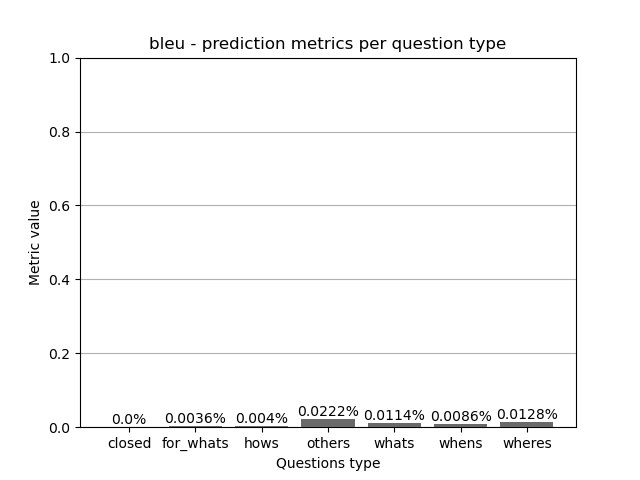 bleu - prediction metrics per question type
1.0
0.8
0.6
0.4
0.2
0.0
Metric value
0.0%
0.0036%
0.004%
0.0222%
0.0114%
0.0086%
0.0128%
closed
for_whats
hows
others
whats
whens
wheres
Questions type